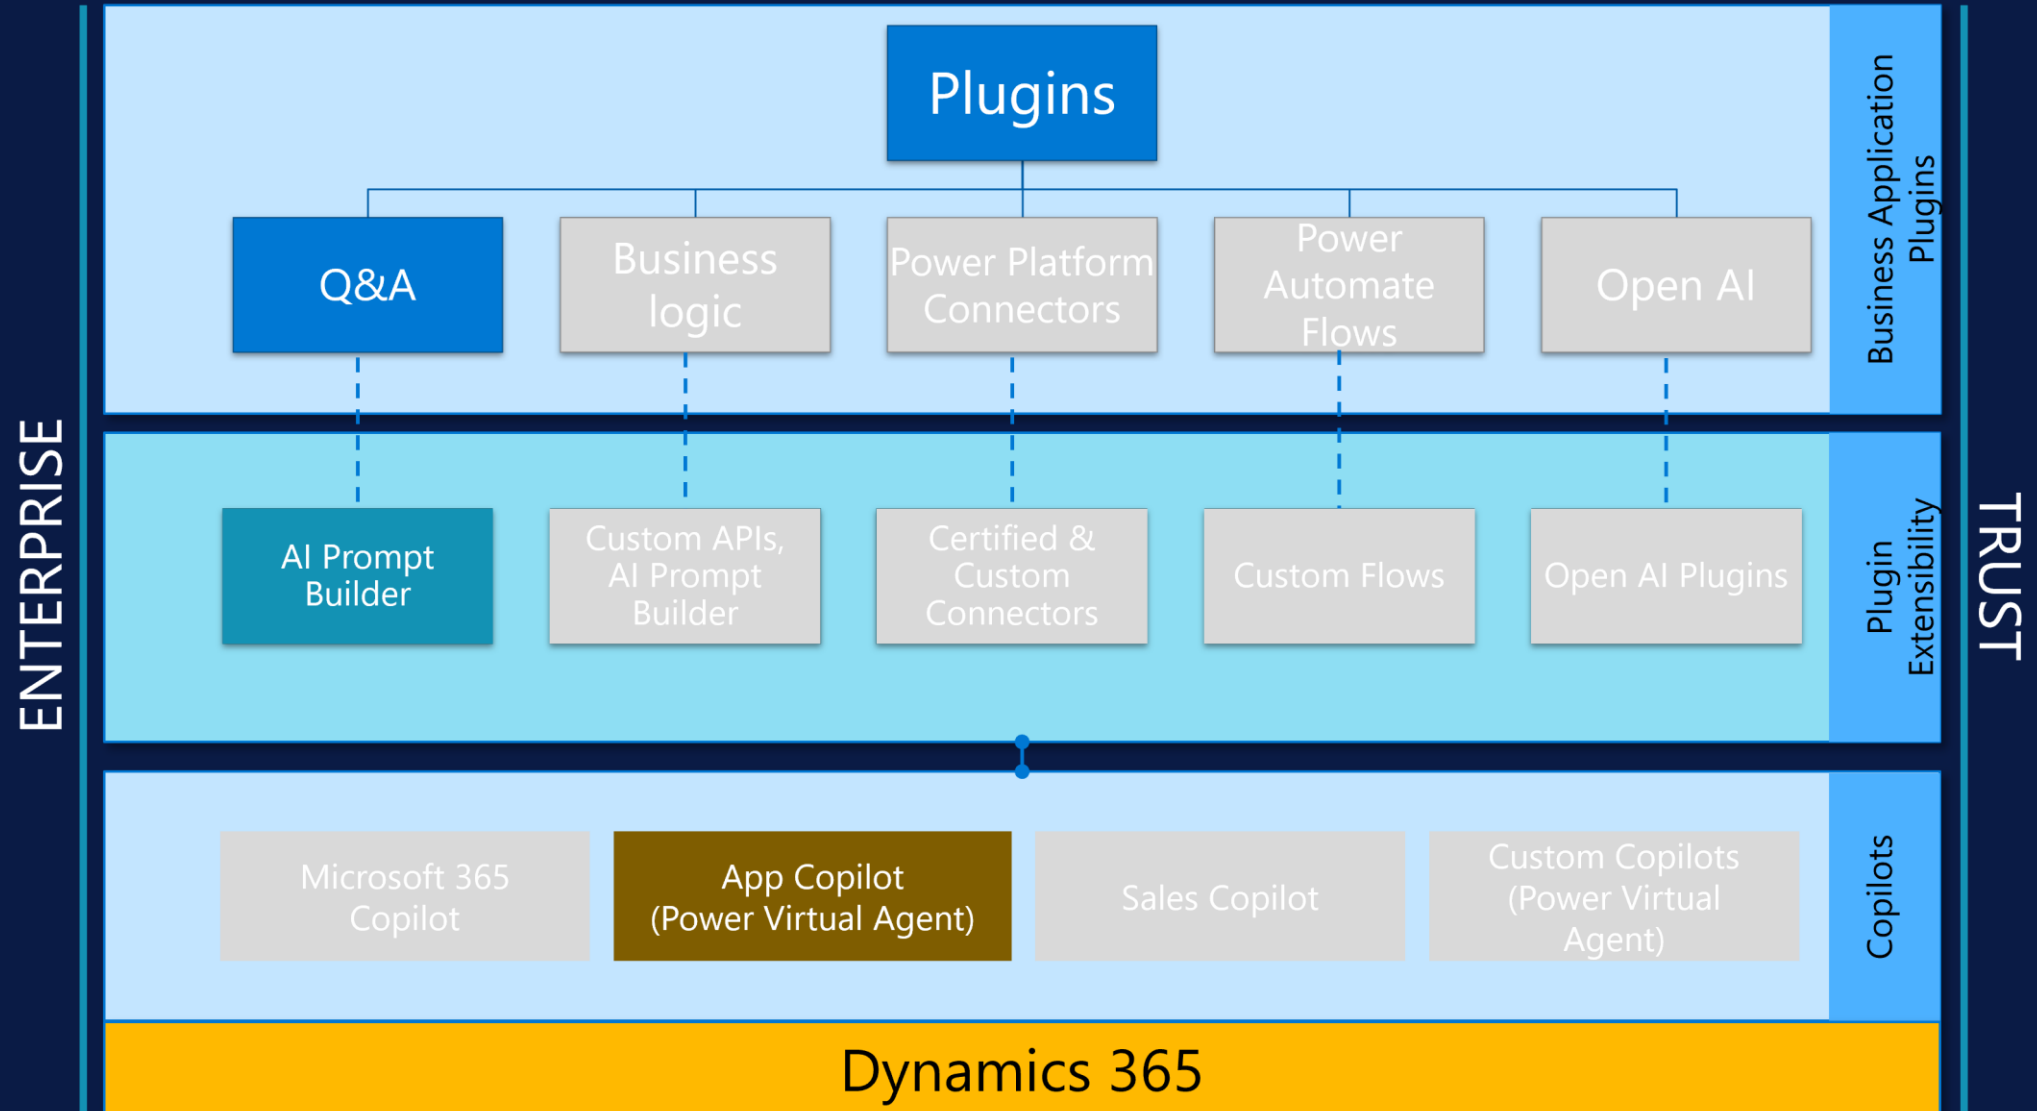 Plugins
Q&A
Business
logic
Power Platform
Connectors
Power
Automate
Flows
Open AI
Business Application
Plugins
AI Prompt
Builder
Custom APIs,
AI Prompt
Builder
Certified &
Custom
Connectors
Custom Flows
Open AI Plugins
Plugin
Extensibility
ENTERPRISE
TRUST
Microsoft 365
Copilot
App Copilot
(Power Virtual Agent)
Sales Copilot
Custom Copilots
(Power Virtual
Agent)
Copilots
Dynamics 365